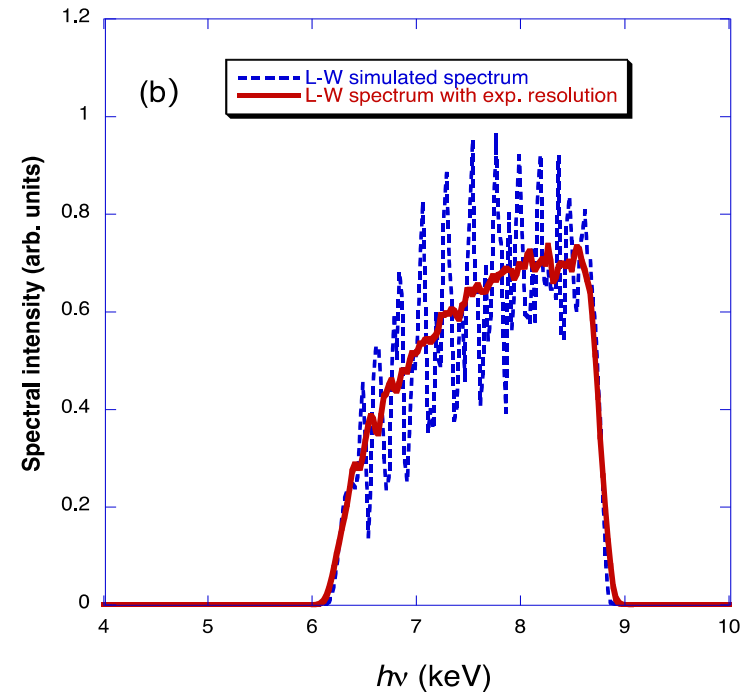 1.2
1
0.8
0.6
0.4
0.2
0
Spectral intensity (arb. units)
(b)
L-W simulated spectrum
L-W spectrum with exp. resolution
4 5 6 7 8 9 10
hν (keV)